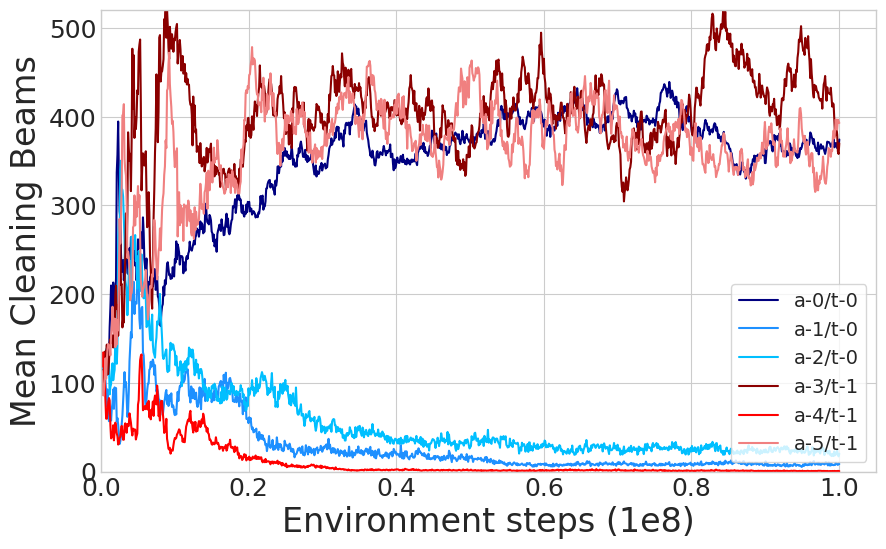 Mean Cleaning Beams
500
400
300
200
100
0
0.0 0.2 0.4 0.6 0.8 1.0
Environment steps (1e8)
a-0/t-0
a-1/t-0
a-2/t-0
a-3/t-1
a-4/t-1
a-5/t-1